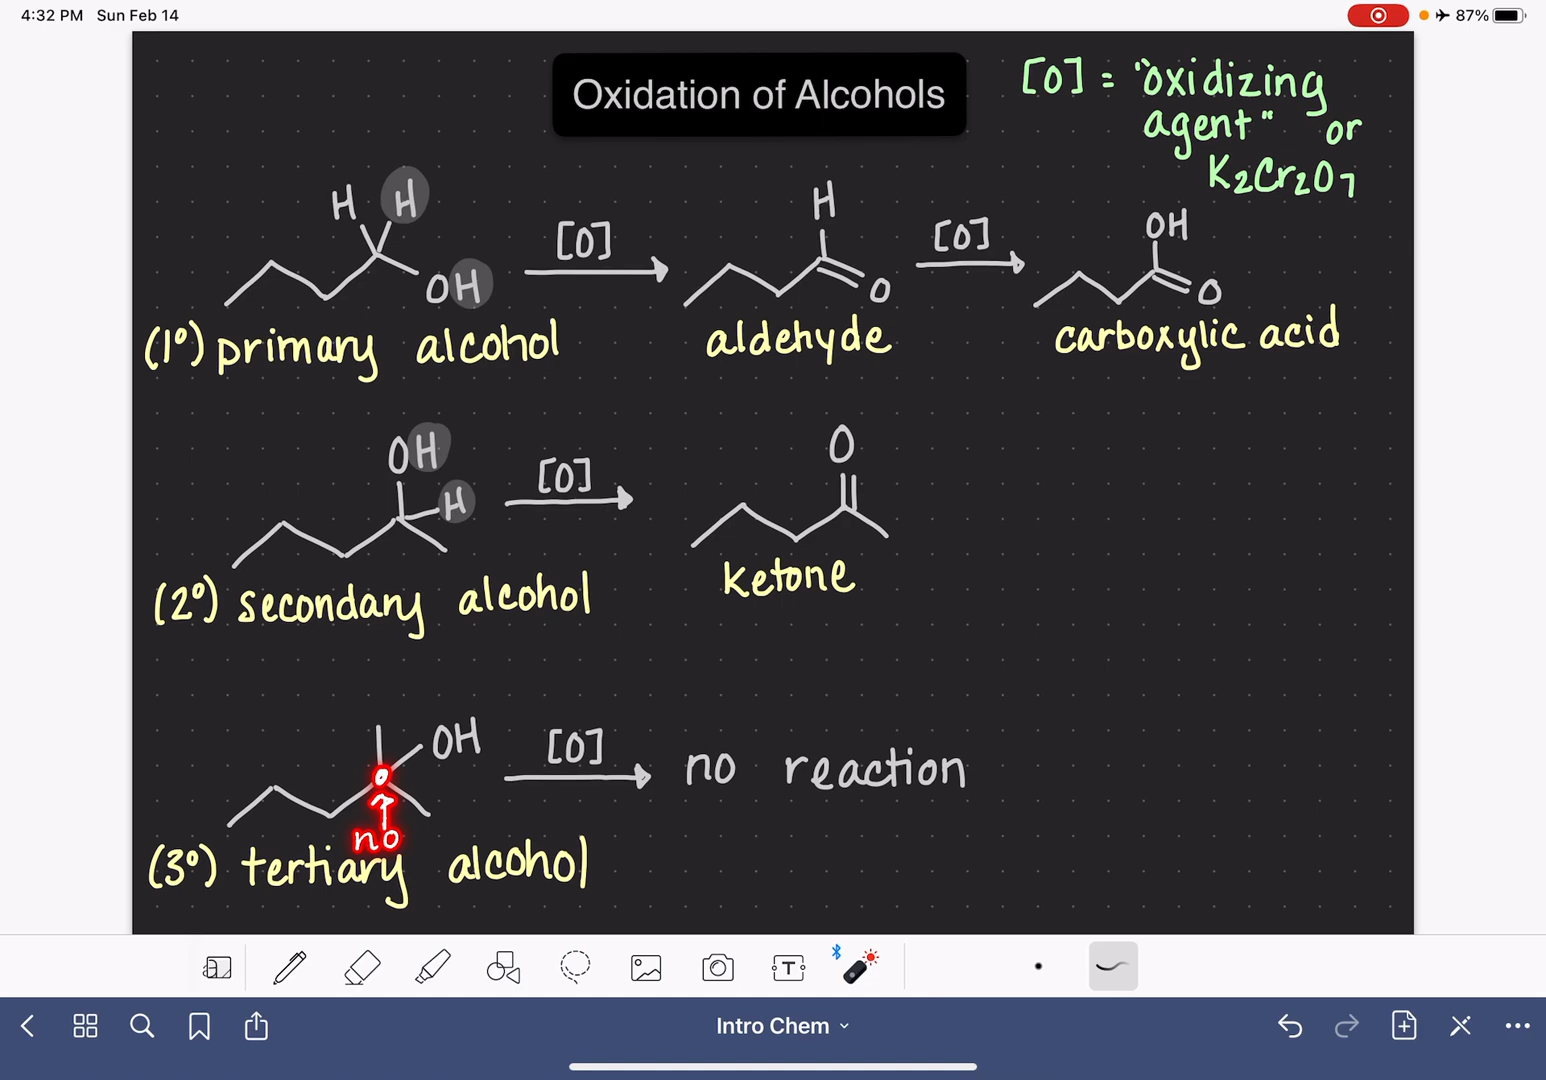 4:32 PM Sun Feb 14
87%
Oxidation of Alcohols
[O] = "oxidizing
agent" or
K₂Cr₂O₇
H H
OH
[O]
H
O
[O]
OH
O
(1°) primary alcohol
aldehyde
carboxylic acid
OH
H
[O]
O
(2°) secondary alcohol
ketone
OH
[O]
no reaction
no
(3°) tertiary alcohol
a
T
Intro Chem